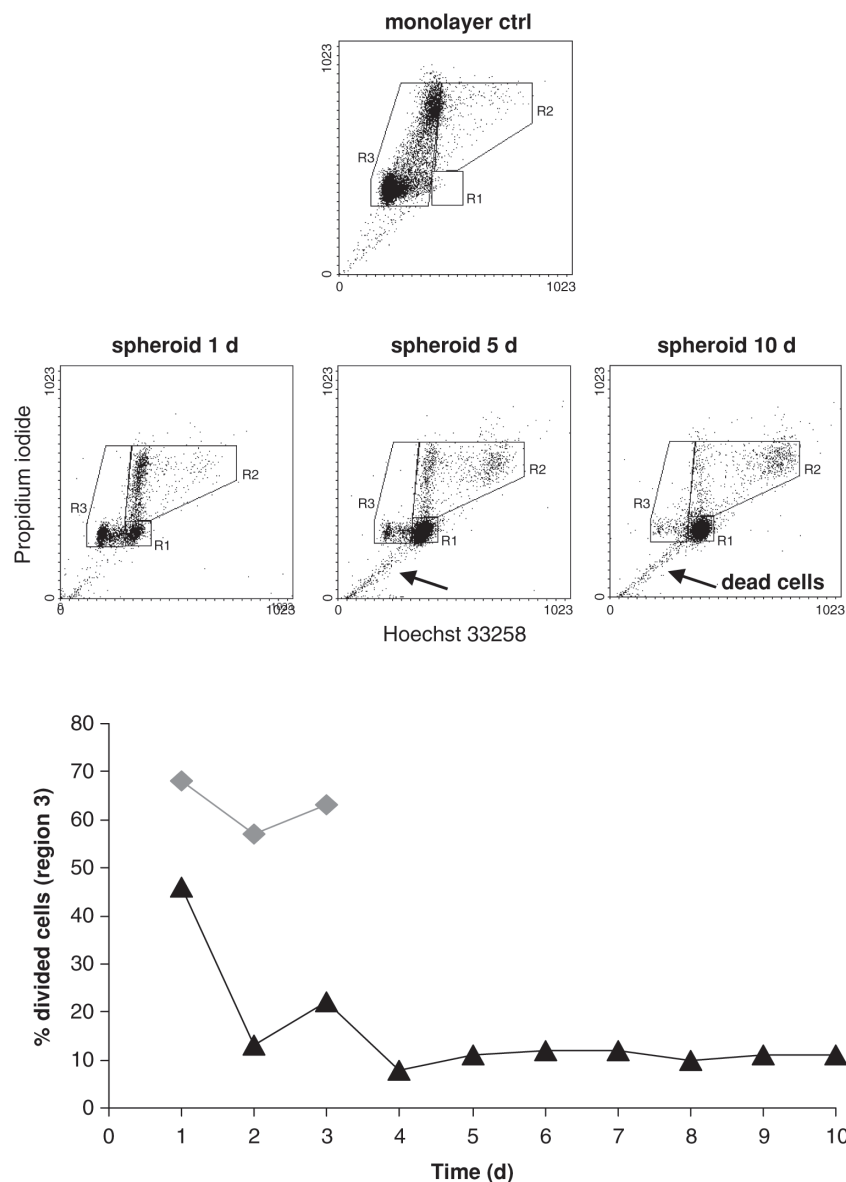 monolayer ctrl
1023
R3
R2
R1
0
0
1023
spheroid 1 d
spheroid 5 d
spheroid 10 d
Propidium iodide
1023
R3
R2
R1
0
0
1023
1023
R3
R2
R1
0
0
1023
1023
R3
R2
R1
dead cells
0
0
1023
Hoechst 33258
% divided cells (region 3)
80
70
60
50
40
30
20
10
0
0 1 2 3 4 5 6 7 8 9 10
Time (d)